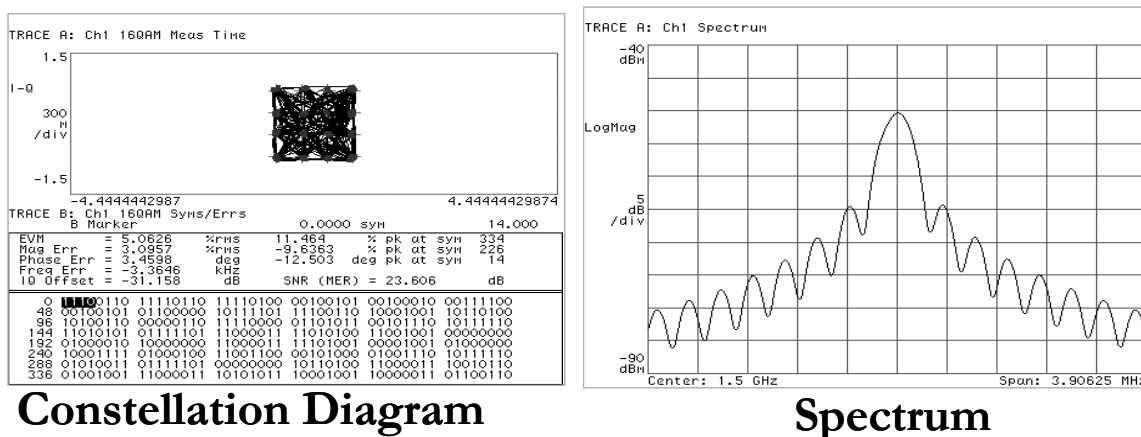 TRACE A: Ch1 16QAM Meas Time
1.5
I-Q
300
M
/div
-1.5
-4.4444442987 4.44444429874
TRACE B: Ch1 16QAM Syms/Errs
B Marker 0.0000 sym 14.000
EVM = 5.0626 %rms 11.464 % pk at sym 334
Mag Err = 3.0957 %rms -9.6363 % pk at sym 226
Phase Err = 3.4598 deg -12.503 deg pk at sym 14
Freq Err = -3.3646 kHz
IQ Offset = -31.158 dB SNR (MER) = 23.606 dB
0 11100110 11110110 11110100 00100101 00100010 00111100
48 00100101 01100000 10111101 11100110 10001001 10110100
96 10100110 00000110 11110000 01101011 00101110 10111110
144 11010101 01111101 11000011 11010100 11001001 00000000
192 01000010 10000000 11100011 00101000 00000001 01000000
240 10001111 01000100 11000011 00101000 01001110 10111110
288 01010011 01111101 00000000 10110110 11000011 00010010
336 01001001 11000011 10101011 10001001 10000011 01100110
Constellation Diagram
TRACE A: Ch1 Spectrum
-40
dBm
LogMag
5
dB
/div
-90
dBm
Center: 1.5 GHz Span: 3.90625 MHz
Spectrum